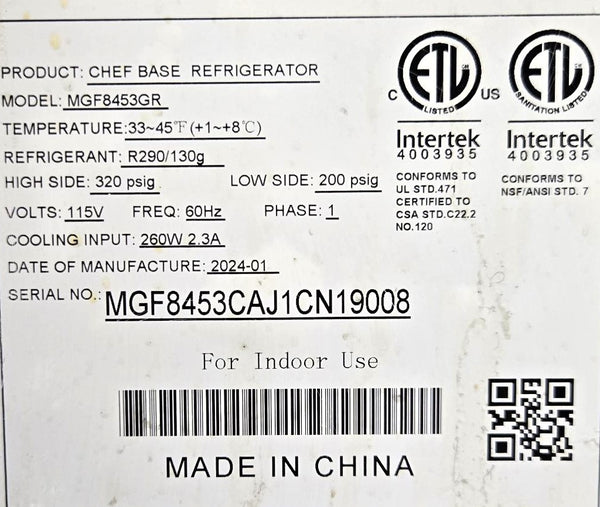 PRODUCT: CHEF BASE REFRIGERATOR
MODEL: MGF8453GR
TEMPERATURE: 33~45℉(+1~+8℃)
REFRIGERANT: R290/130g
HIGH SIDE: 320 psig LOW SIDE: 200 psig
VOLTS: 115V FREQ: 60Hz PHASE: 1
COOLING INPUT: 260W 2.3A
DATE OF MANUFACTURE: 2024-01
SERIAL NO.: MGF8453CAJ1CN19008
For Indoor Use
MADE IN CHINA
C ETL US
LISTED
Intertek
4003935
CONFORMS TO
UL STD.471
CERTIFIED TO
CSA STD.C22.2
NO.120
ETL
SANITATION LISTED
Intertek
4003935
CONFORMS TO
NSF/ANSI STD. 7